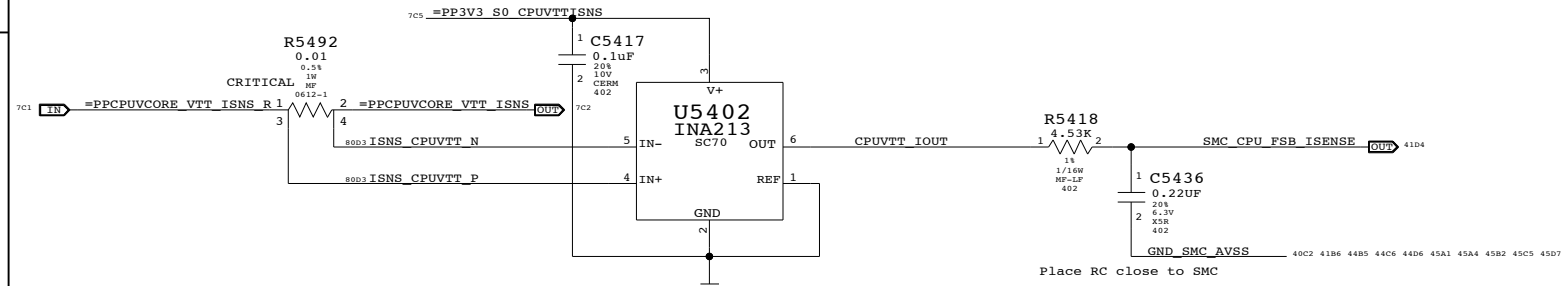 7C5 =PP3V3_S0_CPUVTTISNS
R5492
0.01
0.5%
1W
MF
0612-1
CRITICAL
1 C5417
0.1uF
20%
10V
2 CERM
402
3
V+
7C1 IN =PPCPUVCORE_VTT_ISNS_R 1 2 =PPCPUVCORE_VTT_ISNS OUT 7C2
3 4
U5402
INA213
SC70
80D3 ISNS_CPUVTT_N 5 IN- OUT 6 CPUVTT_IOUT
R5418
4.53K
1 2
1%
1/16W
MF-LF
402
SMC_CPU_FSB_ISENSE OUT 41D4
80D3 ISNS_CPUVTT_P 4 IN+ REF 1
GND
2
1 C5436
0.22UF
20%
6.3V
2 X5R
402
GND_SMC_AVSS 40C2 41B6 44B5 44C6 44D6 45A1 45A4 45B2 45C5 45D7
Place RC close to SMC